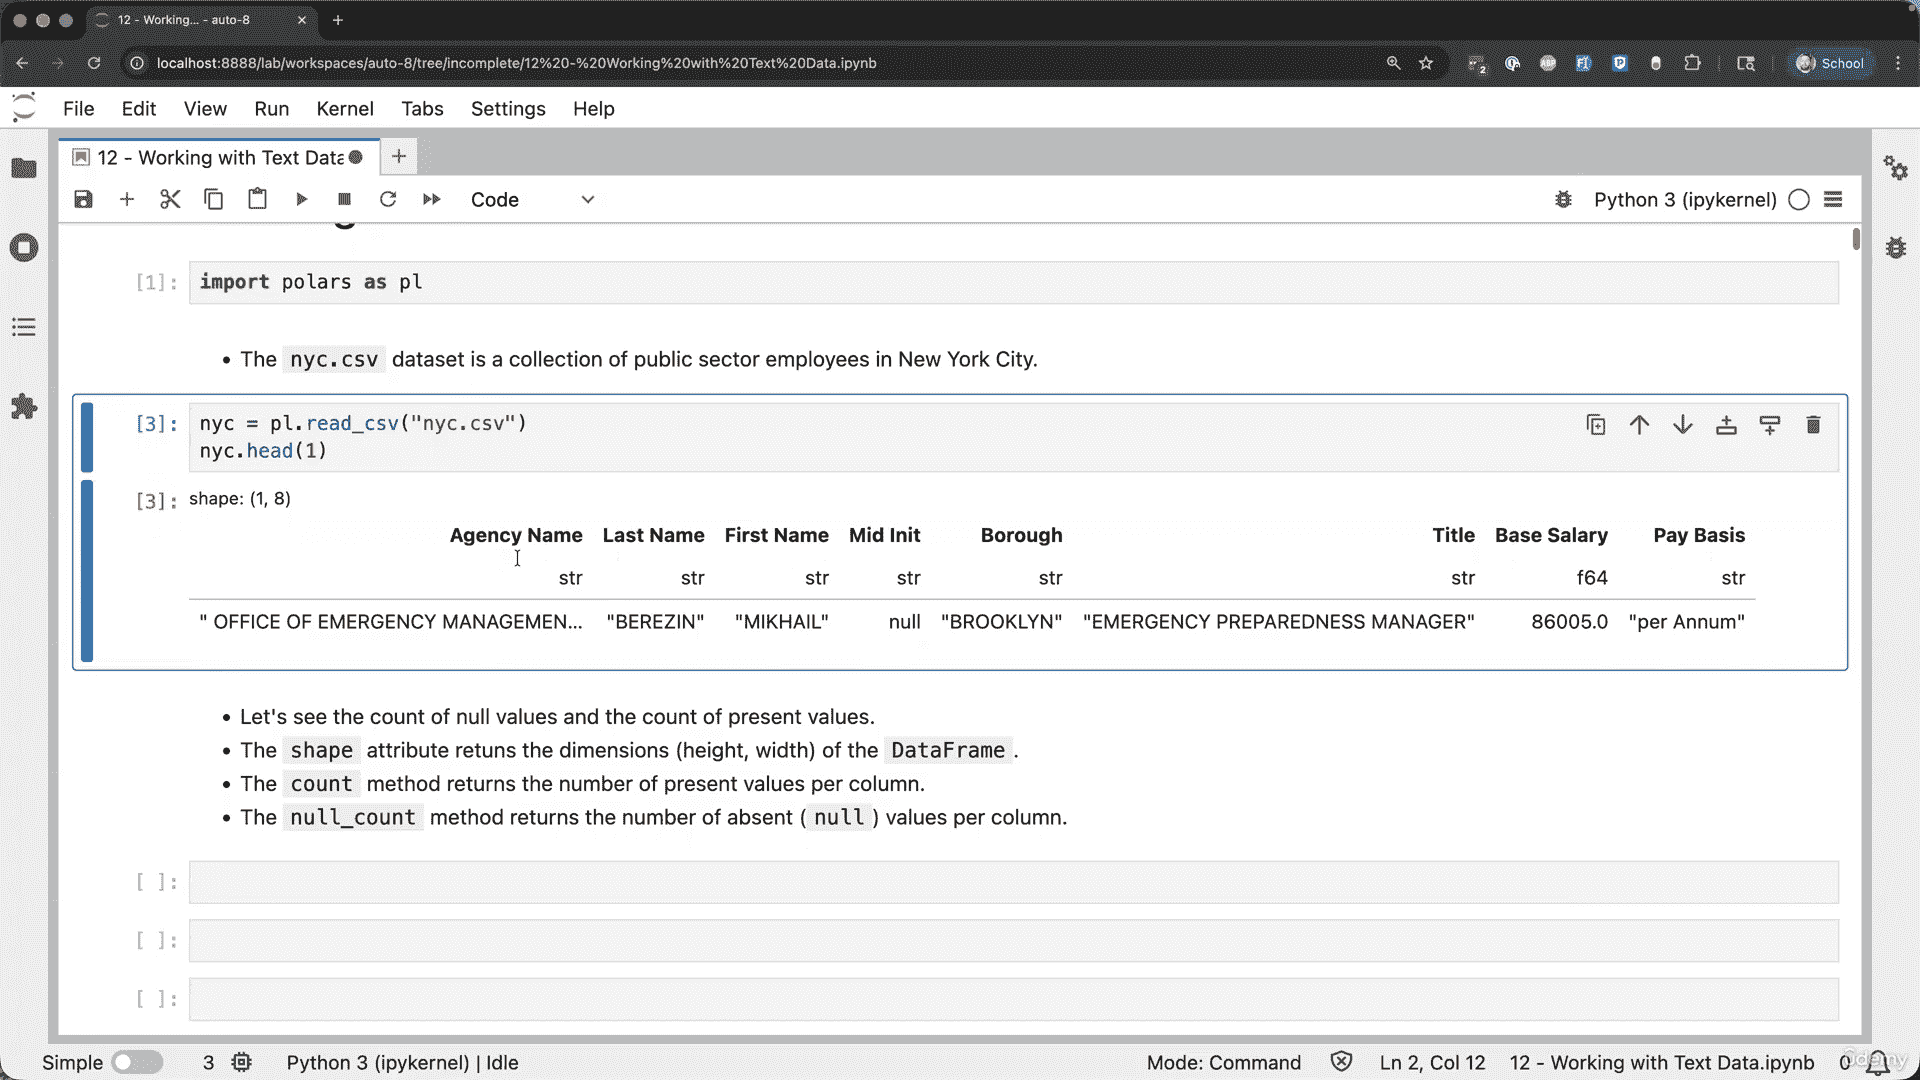 12 - Working... - auto-8
localhost:8888/lab/workspaces/auto-8/tree/incomplete/12%20-%20Working%20with%20Text%20Data.ipynb
2
ABP
School
File Edit View Run Kernel Tabs Settings Help
12 - Working with Text Data
Code
Python 3 (ipykernel)
[1]: import polars as pl
• The nyc.csv dataset is a collection of public sector employees in New York City.
[3]: nyc = pl.read_csv("nyc.csv")
nyc.head(1)
[3]: shape: (1, 8)
Agency Name Last Name First Name Mid Init Borough Title Base Salary Pay Basis
str str str str str str f64 str
" OFFICE OF EMERGENCY MANAGEMEN... "BEREZIN" "MIKHAIL" null "BROOKLYN" "EMERGENCY PREPAREDNESS MANAGER" 86005.0 "per Annum"
• Let's see the count of null values and the count of present values.
• The shape attribute retuns the dimensions (height, width) of the DataFrame.
• The count method returns the number of present values per column.
• The null_count method returns the number of absent (null) values per column.
[ ]:
[ ]:
[ ]:
Simple 3 Python 3 (ipykernel) | Idle Mode: Command Ln 2, Col 12 12 - Working with Text Data.ipynb 0
Udemy